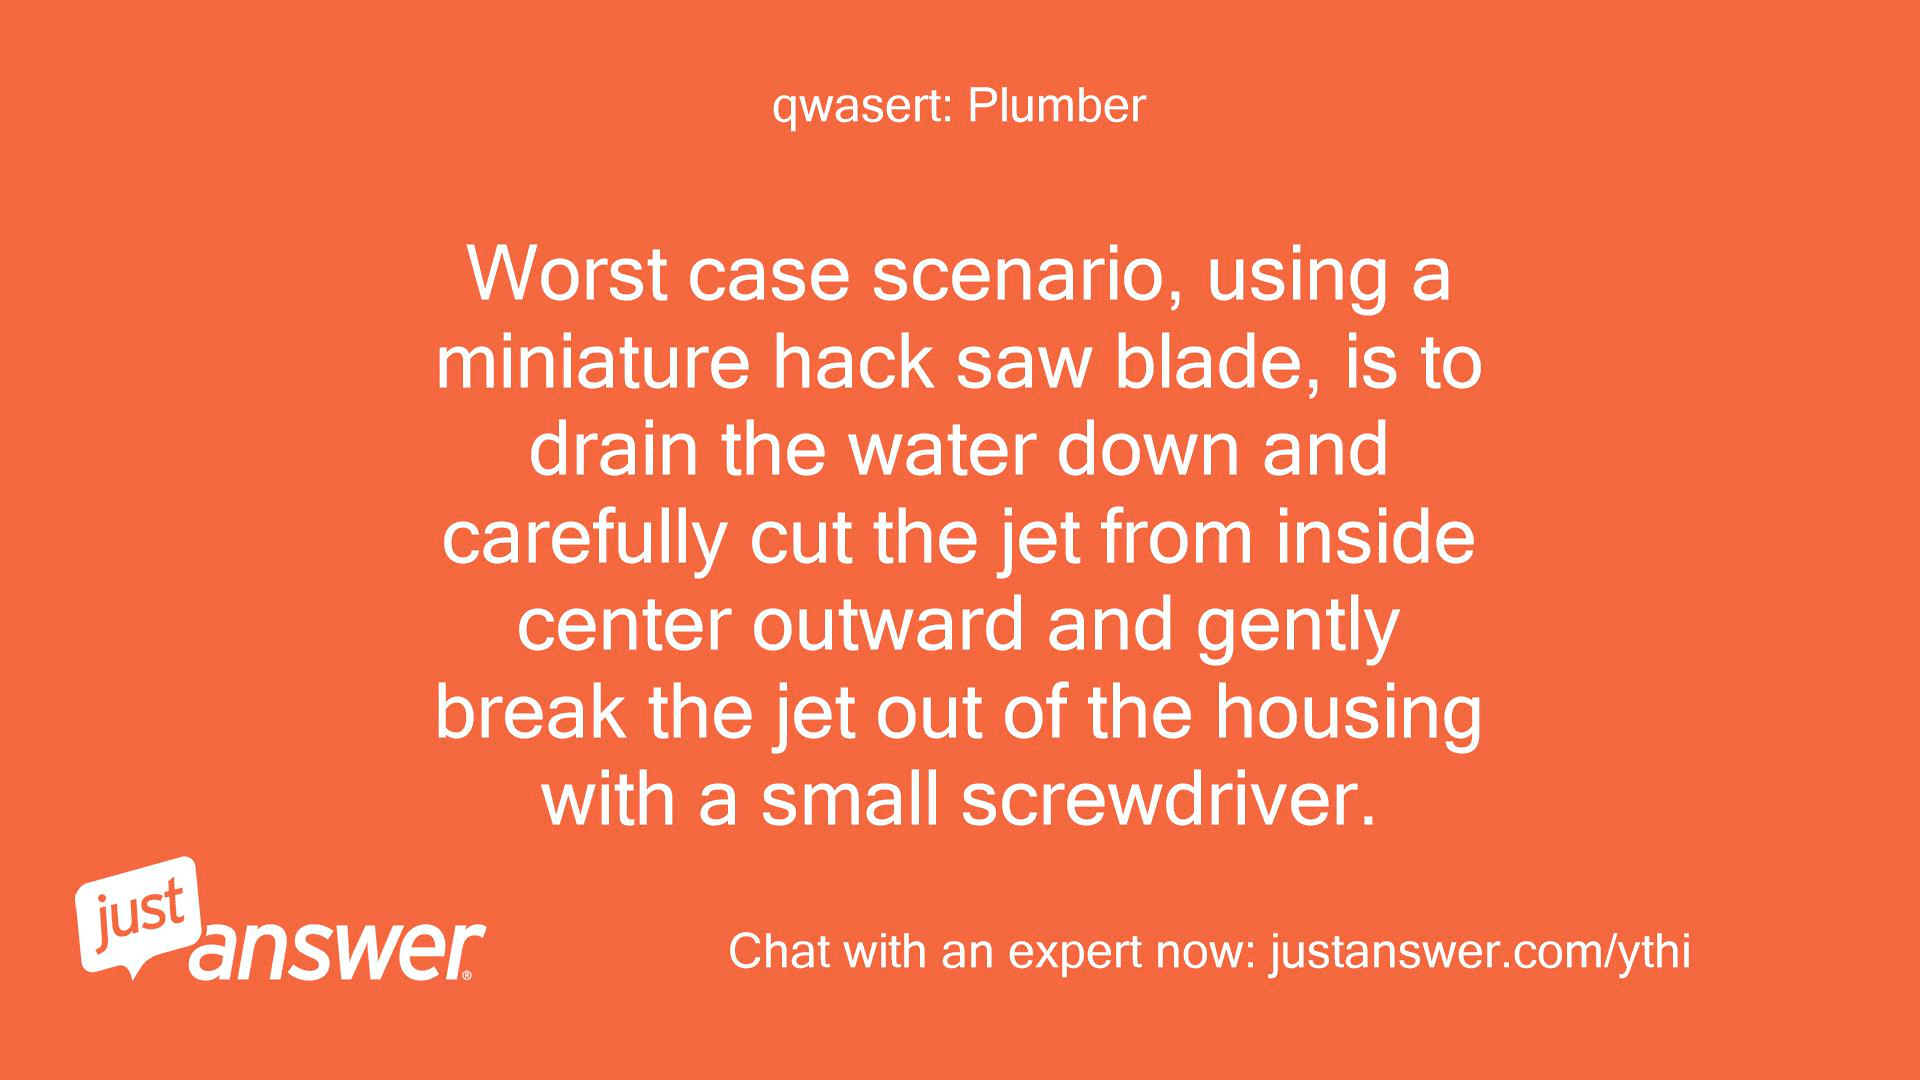 qwasert: Plumber
Worst case scenario, using a
miniature hack saw blade, is to
drain the water down and
carefully cut the jet from inside
center outward and gently
break the jet out of the housing
with a small screwdriver.
just
answer®
Chat with an expert now: justanswer.com/ythi